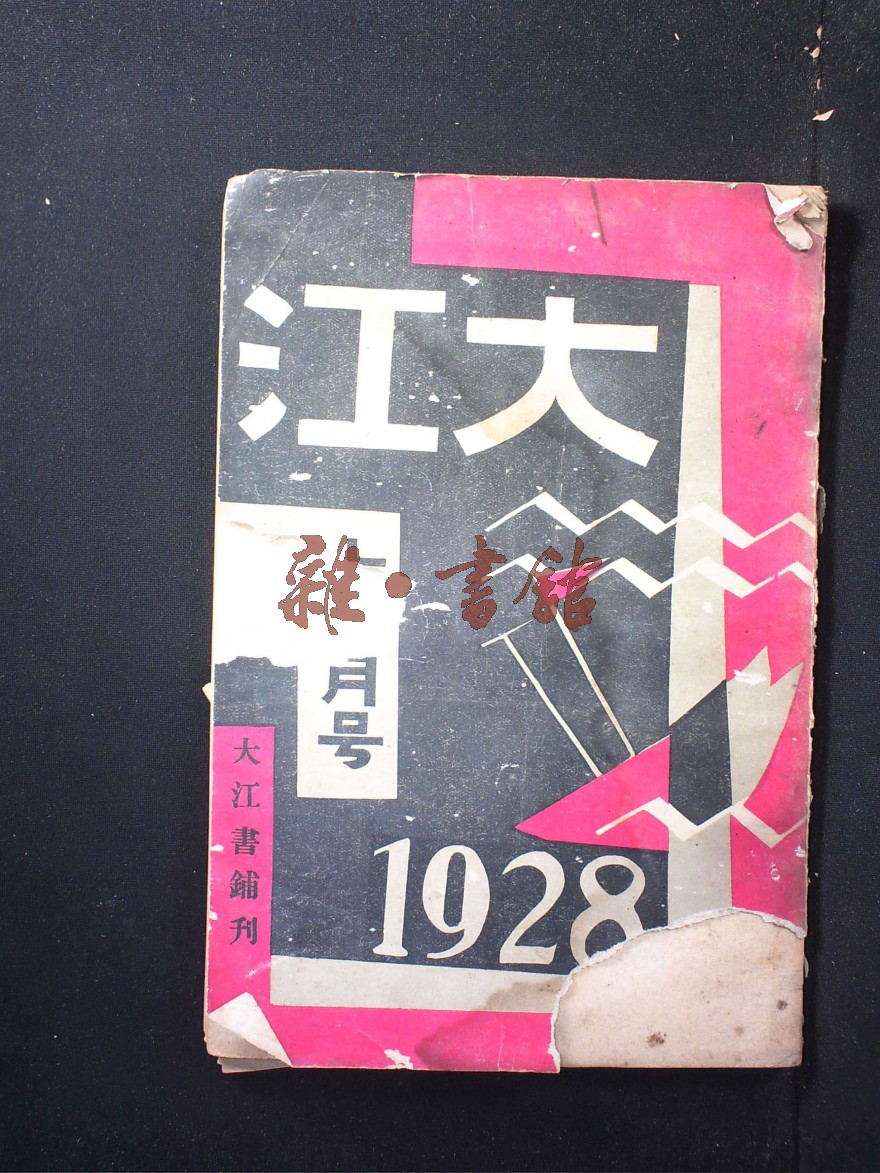 大江
月号
大江書鋪刊
1928
雜·書館